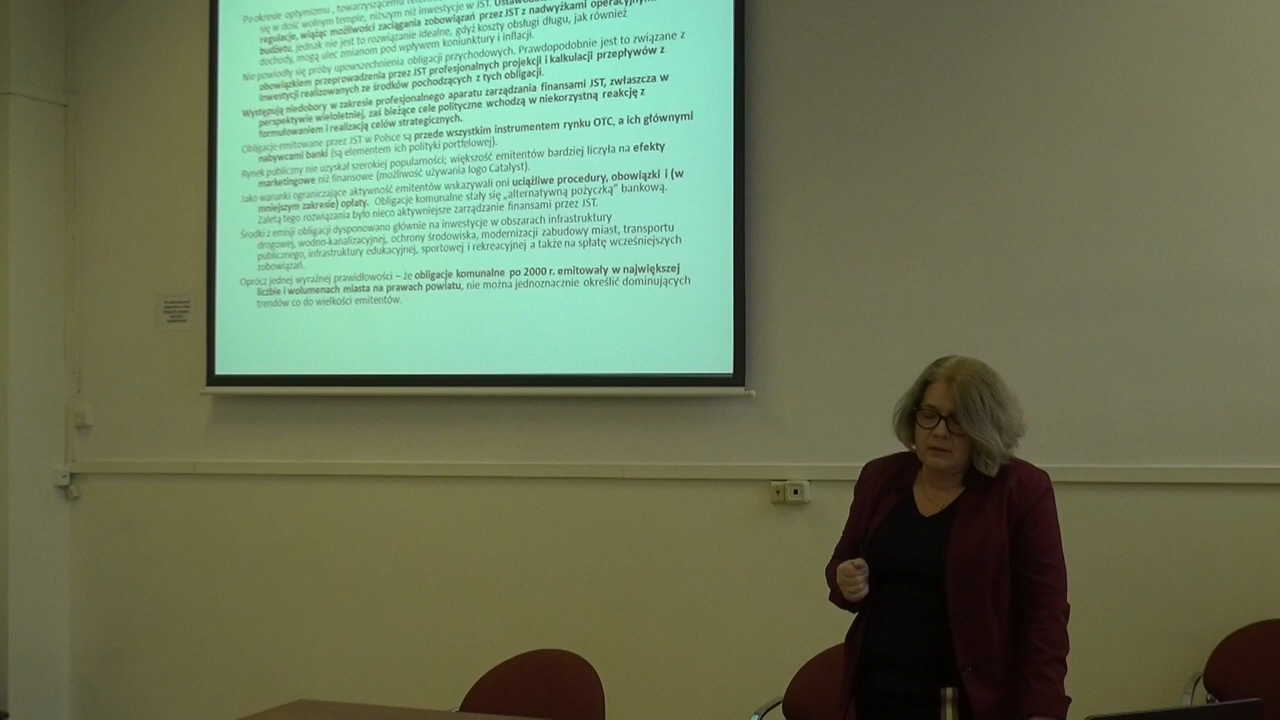 Po okresie optymizmu, towarzyszącemu
się w dość wolnym tempie, niższym niż inwestycje w JST.
regulacje, wiążąc możliwości zaciągania zobowiązań przez JST z nadwyżkami operacyjnymi
budżetu, jednak nie jest to rozwiązanie idealne, gdyż koszty obsługi długu, jak również
dochody, mogą ulec zmianom pod wpływem koniunktury i inflacji.
Nie powiodły się próby upowszechnienia obligacji przychodowych. Prawdopodobnie jest to związane z
obowiązkiem przeprowadzenia przez JST profesjonalnych projekcji i kalkulacji przepływów z
inwestycji realizowanych ze środków pochodzących z tych obligacji.
Występują niedobory w zakresie profesjonalnego aparatu zarządzania finansami JST, zwłaszcza w
perspektywie wieloletniej, zaś bieżące cele polityczne wchodzą w niekorzystną reakcję z
formułowaniem i realizacją celów strategicznych.
Obligacje emitowane przez JST w Polsce są przede wszystkim instrumentem rynku OTC, a ich głównymi
nabywcami banki (są elementem ich polityki portfelowej).
Rynek publiczny nie uzyskał szerokiej popularności; większość emitentów bardziej liczyła na efekty
marketingowe niż finansowe (możliwość używania logo Catalyst).
Jako warunki ograniczające aktywność emitentów wskazywali oni uciążliwe procedury, obowiązki i (w
mniejszym zakresie) opłaty. Obligacje komunalne stały się „alternatywną pożyczką” bankową.
Zaletą tego rozwiązania było nieco aktywniejsze zarządzanie finansami przez JST.
Środki z emisji obligacji dysponowano głównie na inwestycje w obszarach infrastruktury
drogowej, wodno-kanalizacyjnej, ochrony środowiska, modernizacji zabudowy miast, transportu
publicznego, infrastruktury edukacyjnej, sportowej i rekreacyjnej a także na spłatę wcześniejszych
zobowiązań.
Oprócz jednej wyraźnej prawidłowości – że obligacje komunalne po 2000 r. emitowały w największej
liczbie i wolumenach miasta na prawach powiatu, nie można jednoznacznie określić dominujących
trendów co do wielkości emitentów.